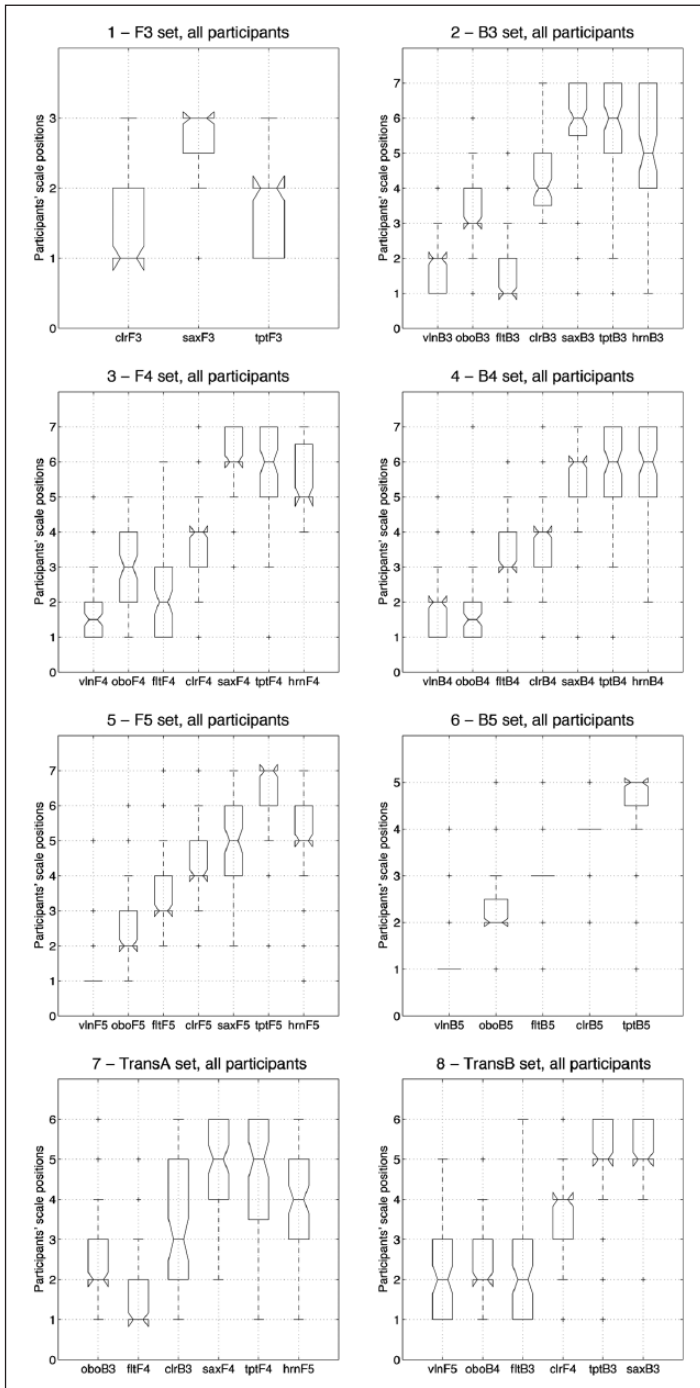 1 – F3 set, all participants
Participants' scale positions
3
2
1
0
clrF3 saxF3 tptF3
2 – B3 set, all participants
Participants' scale positions
7
6
5
4
3
2
1
0
vlnB3 oboB3 fltB3 clrB3 saxB3 tptB3 hrnB3
3 – F4 set, all participants
Participants' scale positions
7
6
5
4
3
2
1
0
vlnF4 oboF4 fltF4 clrF4 saxF4 tptF4 hrnF4
4 – B4 set, all participants
Participants' scale positions
7
6
5
4
3
2
1
0
vlnB4 oboB4 fltB4 clrB4 saxB4 tptB4 hrnB4
5 – F5 set, all participants
Participants' scale positions
7
6
5
4
3
2
1
0
vlnF5 oboF5 fltF5 clrF5 saxF5 tptF5 hrnF5
6 – B5 set, all participants
Participants' scale positions
5
4
3
2
1
0
vlnB5 oboB5 fltB5 clrB5 tptB5
7 – TransA set, all participants
Participants' scale positions
6
5
4
3
2
1
0
oboB3 fltF4 clrB3 saxF4 tptF4 hrnF5
8 – TransB set, all participants
Participants' scale positions
6
5
4
3
2
1
0
vlnF5 oboB4 fltB3 clrF4 tptB3 saxB3